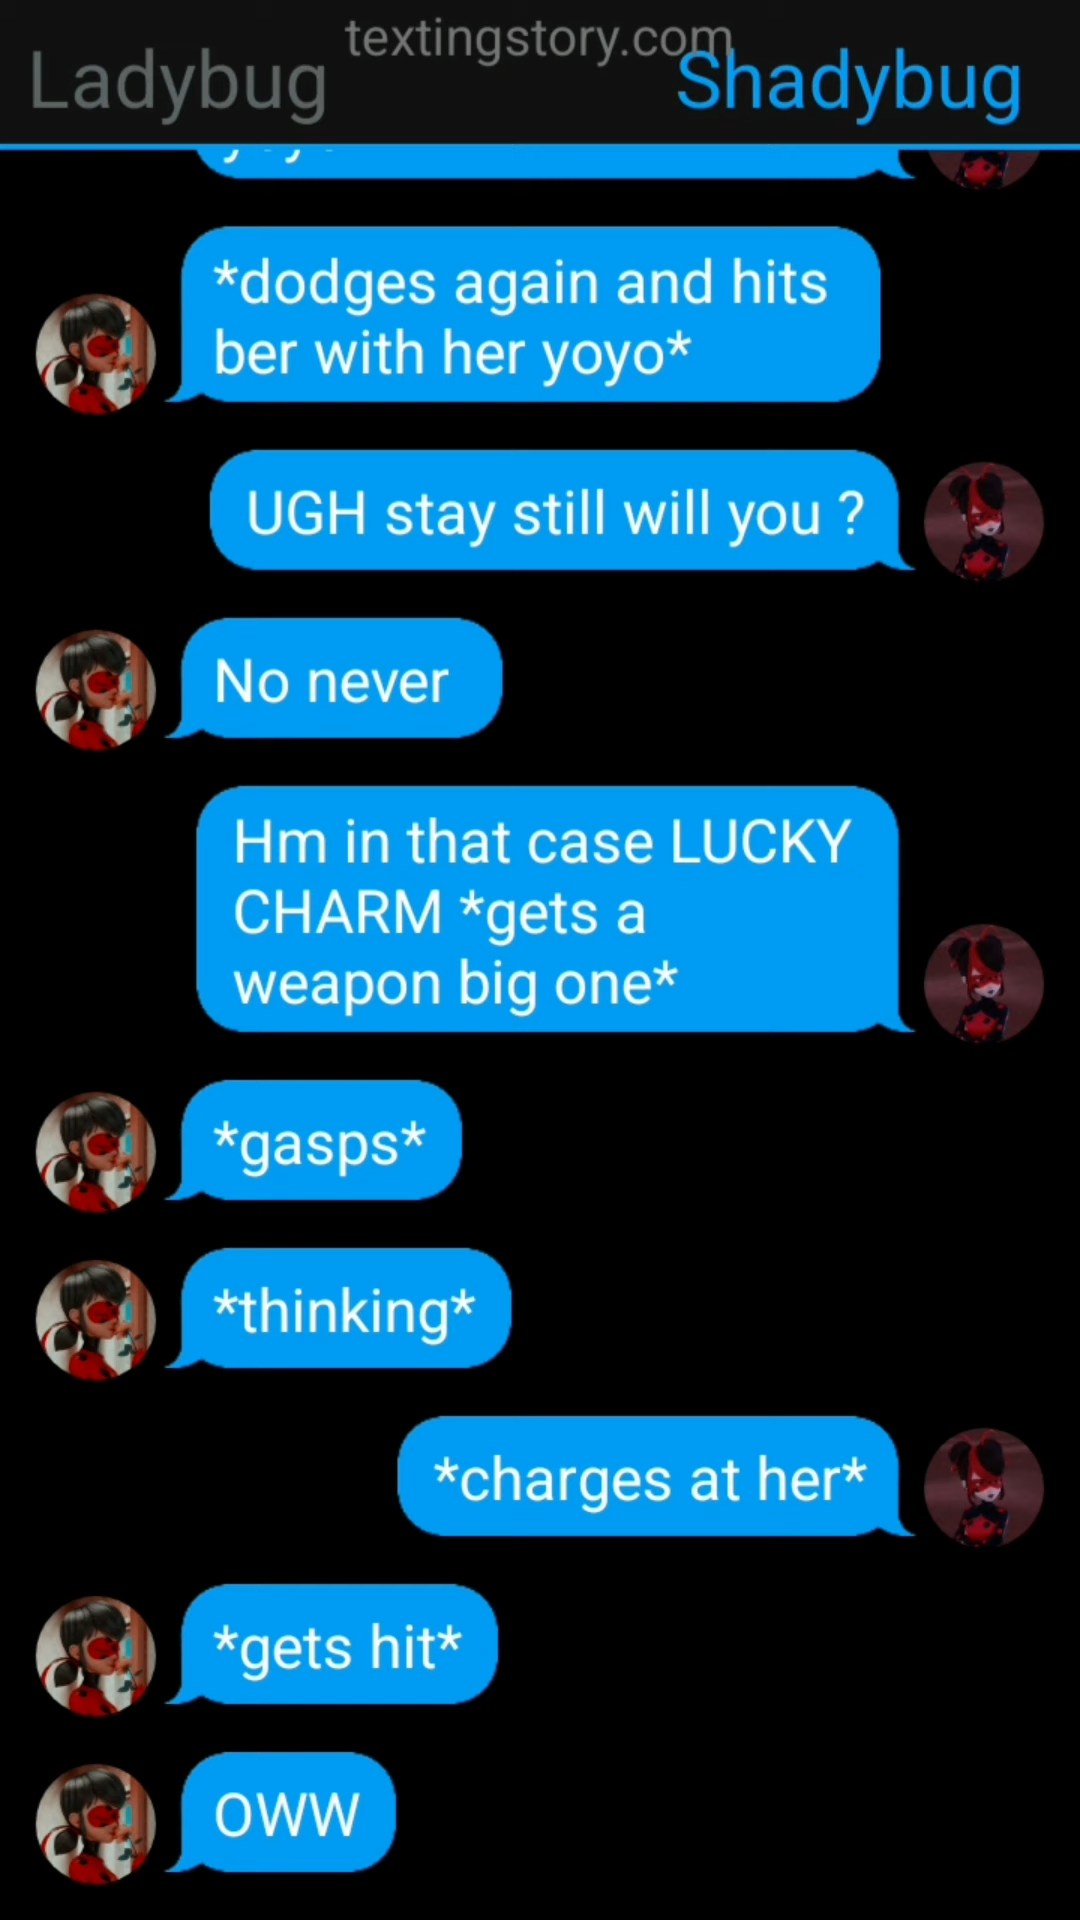 textingstory.com
Ladybug
Shadybug
*dodges again and hits
ber with her yoyo*
UGH stay still will you ?
No never
Hm in that case LUCKY
CHARM *gets a
weapon big one*
*gasps*
*thinking*
*charges at her*
*gets hit*
OWW